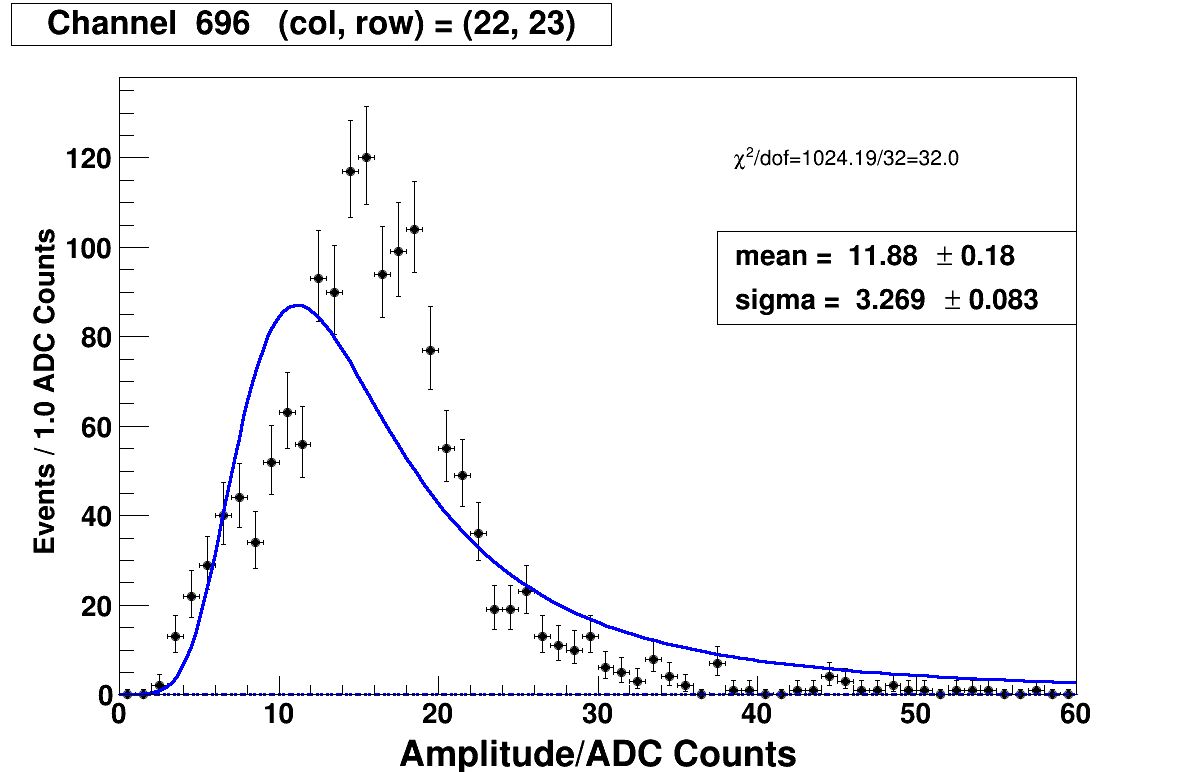 Channel  696   (col, row) = (22, 23)
χ²/dof=1024.19/32=32.0
mean =  11.88  ± 0.18
sigma =  3.269  ± 0.083
Events / 1.0 ADC Counts
120
100
80
60
40
20
0
0 10 20 30 40 50 60
Amplitude/ADC Counts